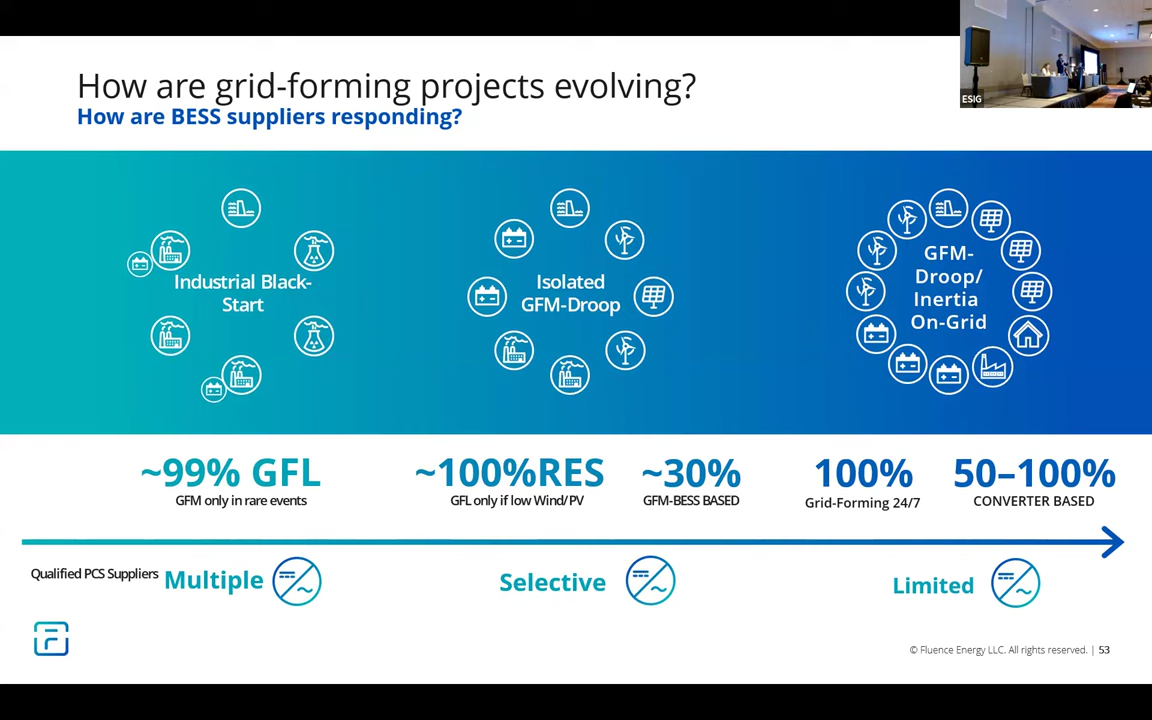 How are grid-forming projects evolving?
How are BESS suppliers responding?
ESIG
Industrial Black-
Start
Isolated
GFM-Droop
GFM-
Droop/
Inertia
On-Grid
~99% GFL
GFM only in rare events
~100%RES
GFL only if low Wind/PV
~30%
GFM-BESS BASED
100%
Grid-Forming 24/7
50–100%
CONVERTER BASED
Qualified PCS Suppliers
Multiple
Selective
Limited
© Fluence Energy LLC. All rights reserved. | 53